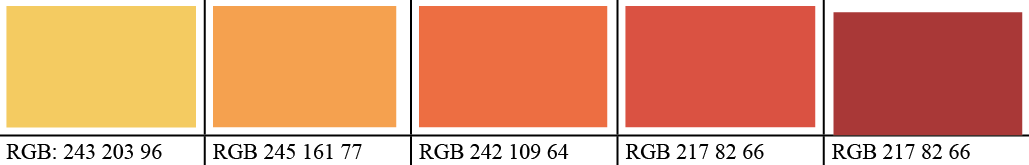 RGB: 243 203 96
RGB 245 161 77
RGB 242 109 64
RGB 217 82 66
RGB 217 82 66